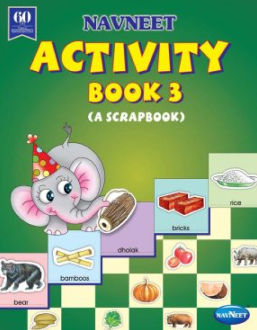 60
NAVNEET
ACTIVITY
BOOK 3
(A SCRAPBOOK)
rice
bricks
dholak
bamboos
bear
NAVNEET